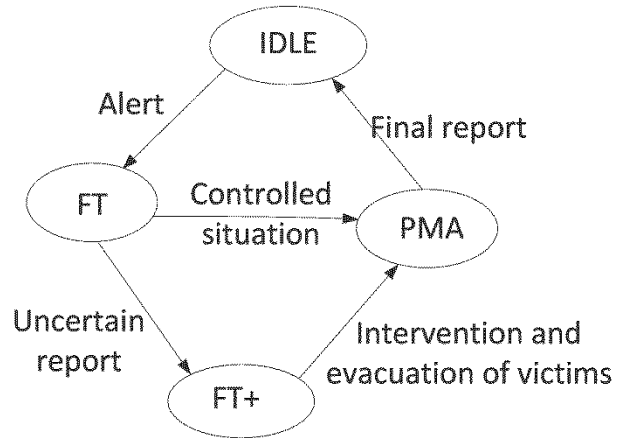 IDLE
Alert
Final report
FT
Controlled
situation
PMA
Uncertain
report
Intervention and
evacuation of victims
FT+